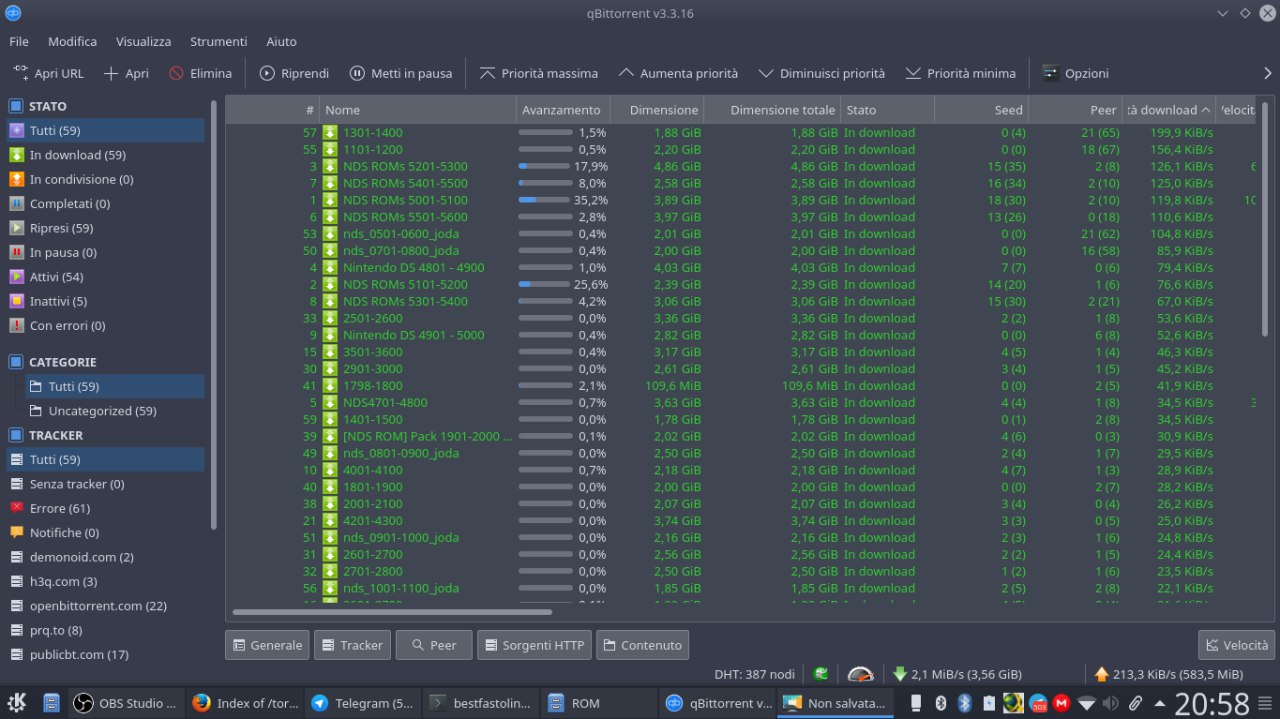 qBittorrent v3.3.16
File Modifica Visualizza Strumenti Aiuto
Apri URL Apri Elimina Riprendi Metti in pausa Priorità massima Aumenta priorità Diminuisci priorità Priorità minima Opzioni
STATO
Tutti (59)
In download (59)
In condivisione (0)
Completati (0)
Ripresi (59)
In pausa (0)
Attivi (54)
Inattivi (5)
Con errori (0)
CATEGORIE
Tutti (59)
Uncategorized (59)
TRACKER
Tutti (59)
Senza tracker (0)
Errore (61)
Notifiche (0)
demonoid.com (2)
h3q.com (3)
openbittorrent.com (22)
prq.to (8)
publicbt.com (17)
# Nome Avanzamento Dimensione Dimensione totale Stato Seed Peer tà download Velocit
57 1301-1400 1,5% 1,88 GiB 1,88 GiB In download 0 (4) 21 (65) 199,9 KiB/s
55 1101-1200 0,5% 2,20 GiB 2,20 GiB In download 0 (0) 18 (67) 156,4 KiB/s
3 NDS ROMs 5201-5300 17,9% 4,86 GiB 4,86 GiB In download 15 (35) 2 (8) 126,1 KiB/s 6
7 NDS ROMs 5401-5500 8,0% 2,58 GiB 2,58 GiB In download 16 (34) 2 (10) 125,0 KiB/s
1 NDS ROMs 5001-5100 35,2% 3,89 GiB 3,89 GiB In download 18 (30) 2 (10) 119,8 KiB/s 10
6 NDS ROMs 5501-5600 2,8% 3,97 GiB 3,97 GiB In download 13 (26) 0 (18) 110,6 KiB/s
53 nds_0501-0600_joda 0,4% 2,01 GiB 2,01 GiB In download 0 (0) 21 (62) 104,8 KiB/s
50 nds_0701-0800_joda 0,4% 2,00 GiB 2,00 GiB In download 0 (0) 16 (58) 85,9 KiB/s
4 Nintendo DS 4801 - 4900 1,0% 4,03 GiB 4,03 GiB In download 7 (7) 0 (6) 79,4 KiB/s
2 NDS ROMs 5101-5200 25,6% 2,39 GiB 2,39 GiB In download 14 (20) 1 (6) 76,6 KiB/s
8 NDS ROMs 5301-5400 4,2% 3,06 GiB 3,06 GiB In download 15 (30) 2 (21) 67,0 KiB/s
33 2501-2600 0,0% 3,36 GiB 3,36 GiB In download 2 (2) 1 (8) 53,6 KiB/s
9 Nintendo DS 4901 - 5000 0,4% 2,82 GiB 2,82 GiB In download 0 (0) 6 (8) 52,6 KiB/s
15 3501-3600 0,4% 3,17 GiB 3,17 GiB In download 4 (5) 1 (4) 46,3 KiB/s
30 2901-3000 0,0% 2,61 GiB 2,61 GiB In download 3 (4) 1 (5) 45,2 KiB/s
41 1798-1800 2,1% 109,6 MiB 109,6 MiB In download 0 (0) 2 (5) 41,9 KiB/s
5 NDS4701-4800 0,7% 3,63 GiB 3,63 GiB In download 4 (4) 1 (8) 34,5 KiB/s 3
59 1401-1500 0,0% 1,78 GiB 1,78 GiB In download 0 (1) 2 (8) 34,5 KiB/s
39 [NDS ROM] Pack 1901-2000 ... 0,1% 2,02 GiB 2,02 GiB In download 4 (6) 0 (3) 30,9 KiB/s
49 nds_0801-0900_joda 0,0% 2,50 GiB 2,50 GiB In download 2 (4) 1 (7) 29,5 KiB/s
10 4001-4100 0,7% 2,18 GiB 2,18 GiB In download 4 (7) 1 (3) 28,9 KiB/s
40 1801-1900 0,0% 2,00 GiB 2,00 GiB In download 0 (0) 2 (7) 28,2 KiB/s
38 2001-2100 0,0% 2,07 GiB 2,07 GiB In download 3 (4) 0 (4) 26,2 KiB/s
21 4201-4300 0,0% 3,74 GiB 3,74 GiB In download 3 (3) 0 (5) 25,0 KiB/s
51 nds_0901-1000_joda 0,0% 2,16 GiB 2,16 GiB In download 2 (3) 1 (6) 24,8 KiB/s
31 2601-2700 0,0% 2,56 GiB 2,56 GiB In download 2 (2) 1 (5) 24,4 KiB/s
32 2701-2800 0,0% 2,50 GiB 2,50 GiB In download 1 (2) 1 (6) 23,5 KiB/s
56 nds_1001-1100_joda 0,0% 1,85 GiB 1,85 GiB In download 2 (5) 2 (8) 22,1 KiB/s
Generale Tracker Peer Sorgenti HTTP Contenuto Velocità
DHT: 387 nodi 2,1 MiB/s (3,56 GiB) 213,3 KiB/s (583,5 MiB)
OBS Studio ... Index of /tor... Telegram (5... bestfastolin... ROM qBittorrent v... Non salvata... 20:58